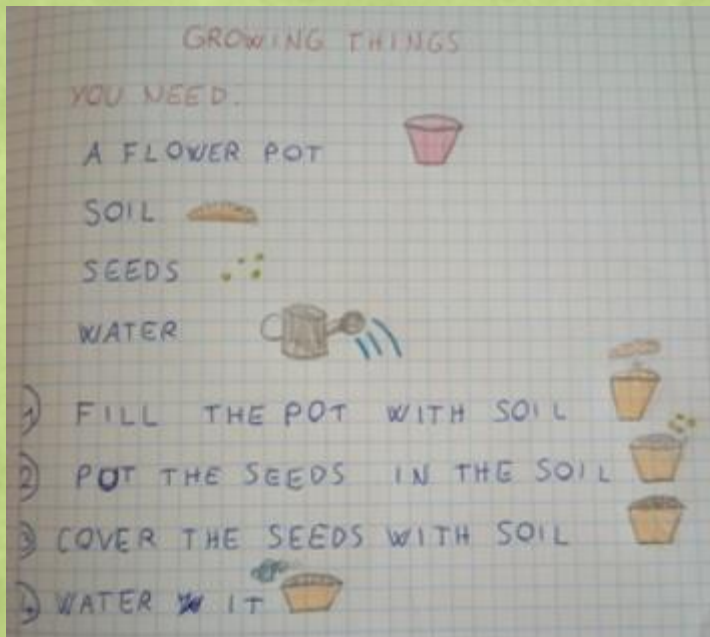 GROWING THINGS
YOU NEED:
A FLOWER POT
SOIL
SEEDS
WATER
1) FILL THE POT WITH SOIL
2) POT THE SEEDS IN THE SOIL
3) COVER THE SEEDS WITH SOIL
4) WATER IT